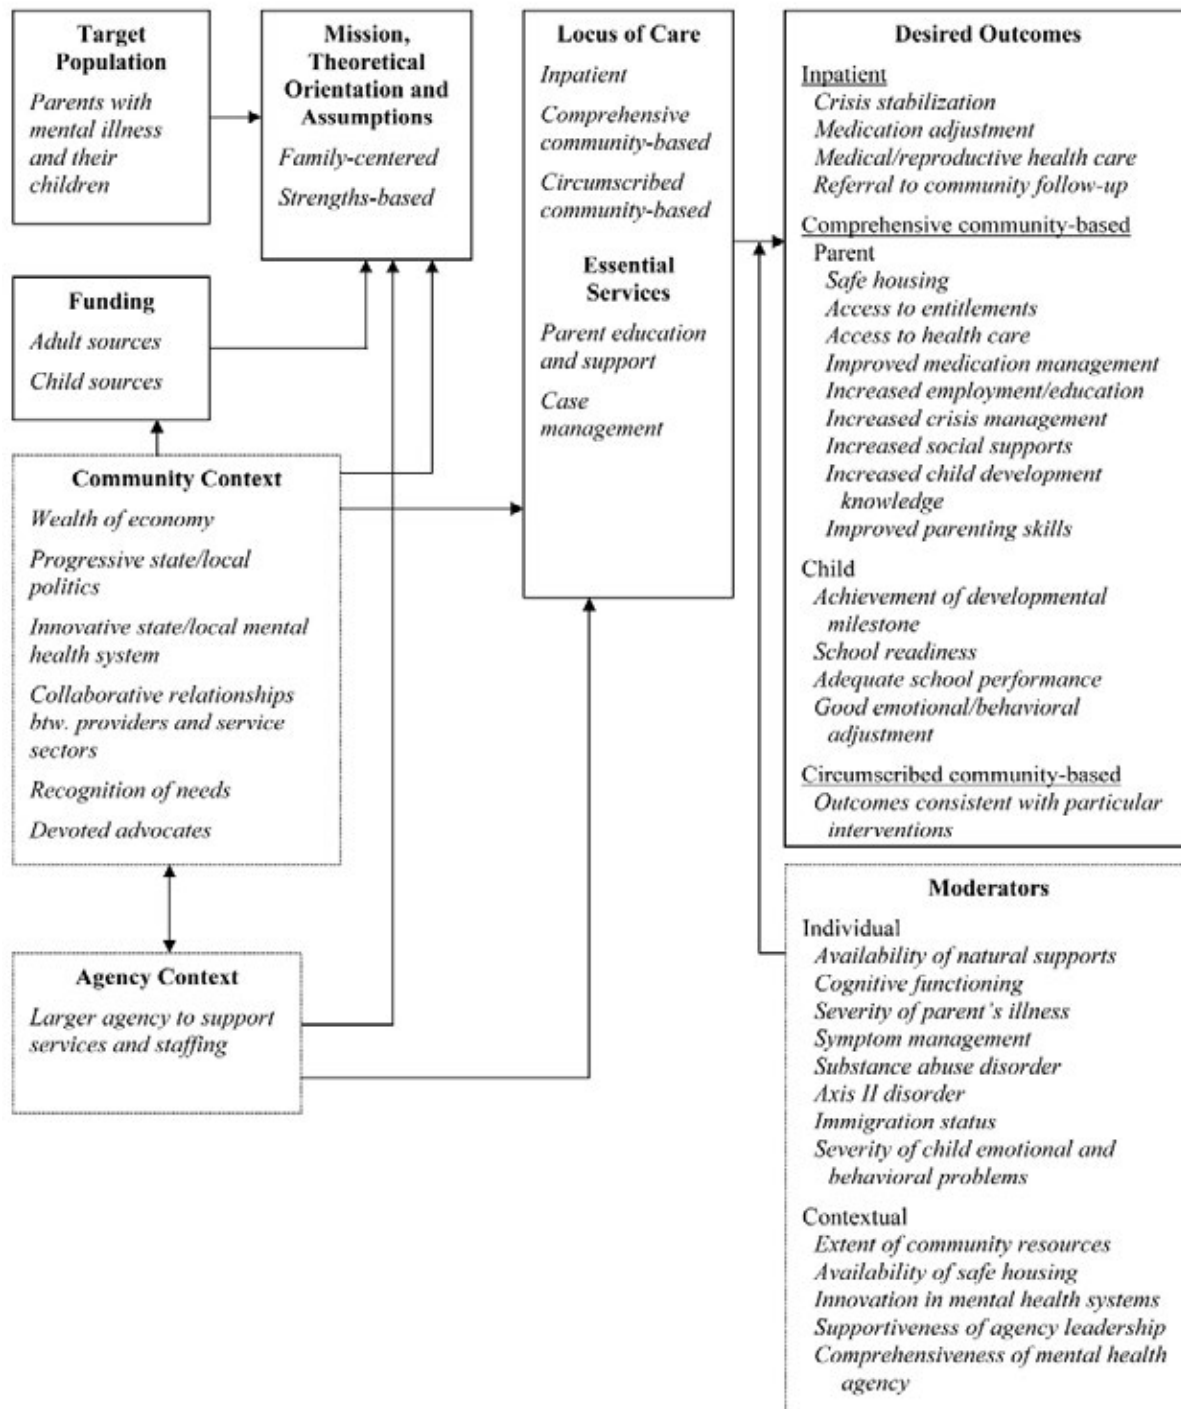 Target
Population
Parents with
mental illness
and their
children
Mission,
Theoretical
Orientation and
Assumptions
Family-centered
Strengths-based
Funding
Adult sources
Child sources
Community Context
Wealth of economy
Progressive state/local
politics
Innovative state/local mental
health system
Collaborative relationships
btw. providers and service
sectors
Recognition of needs
Devoted advocates
Agency Context
Larger agency to support
services and staffing
Locus of Care
Inpatient
Comprehensive
community-based
Circumscribed
community-based
Essential
Services
Parent education
and support
Case
management
Desired Outcomes
Inpatient
Crisis stabilization
Medication adjustment
Medical/reproductive health care
Referral to community follow-up
Comprehensive community-based
Parent
Safe housing
Access to entitlements
Access to health care
Improved medication management
Increased employment/education
Increased crisis management
Increased social supports
Increased child development
knowledge
Improved parenting skills
Child
Achievement of developmental
milestone
School readiness
Adequate school performance
Good emotional/behavioral
adjustment
Circumscribed community-based
Outcomes consistent with particular
interventions
Moderators
Individual
Availability of natural supports
Cognitive functioning
Severity of parent's illness
Symptom management
Substance abuse disorder
Axis II disorder
Immigration status
Severity of child emotional and
behavioral problems
Contextual
Extent of community resources
Availability of safe housing
Innovation in mental health systems
Supportiveness of agency leadership
Comprehensiveness of mental health
agency